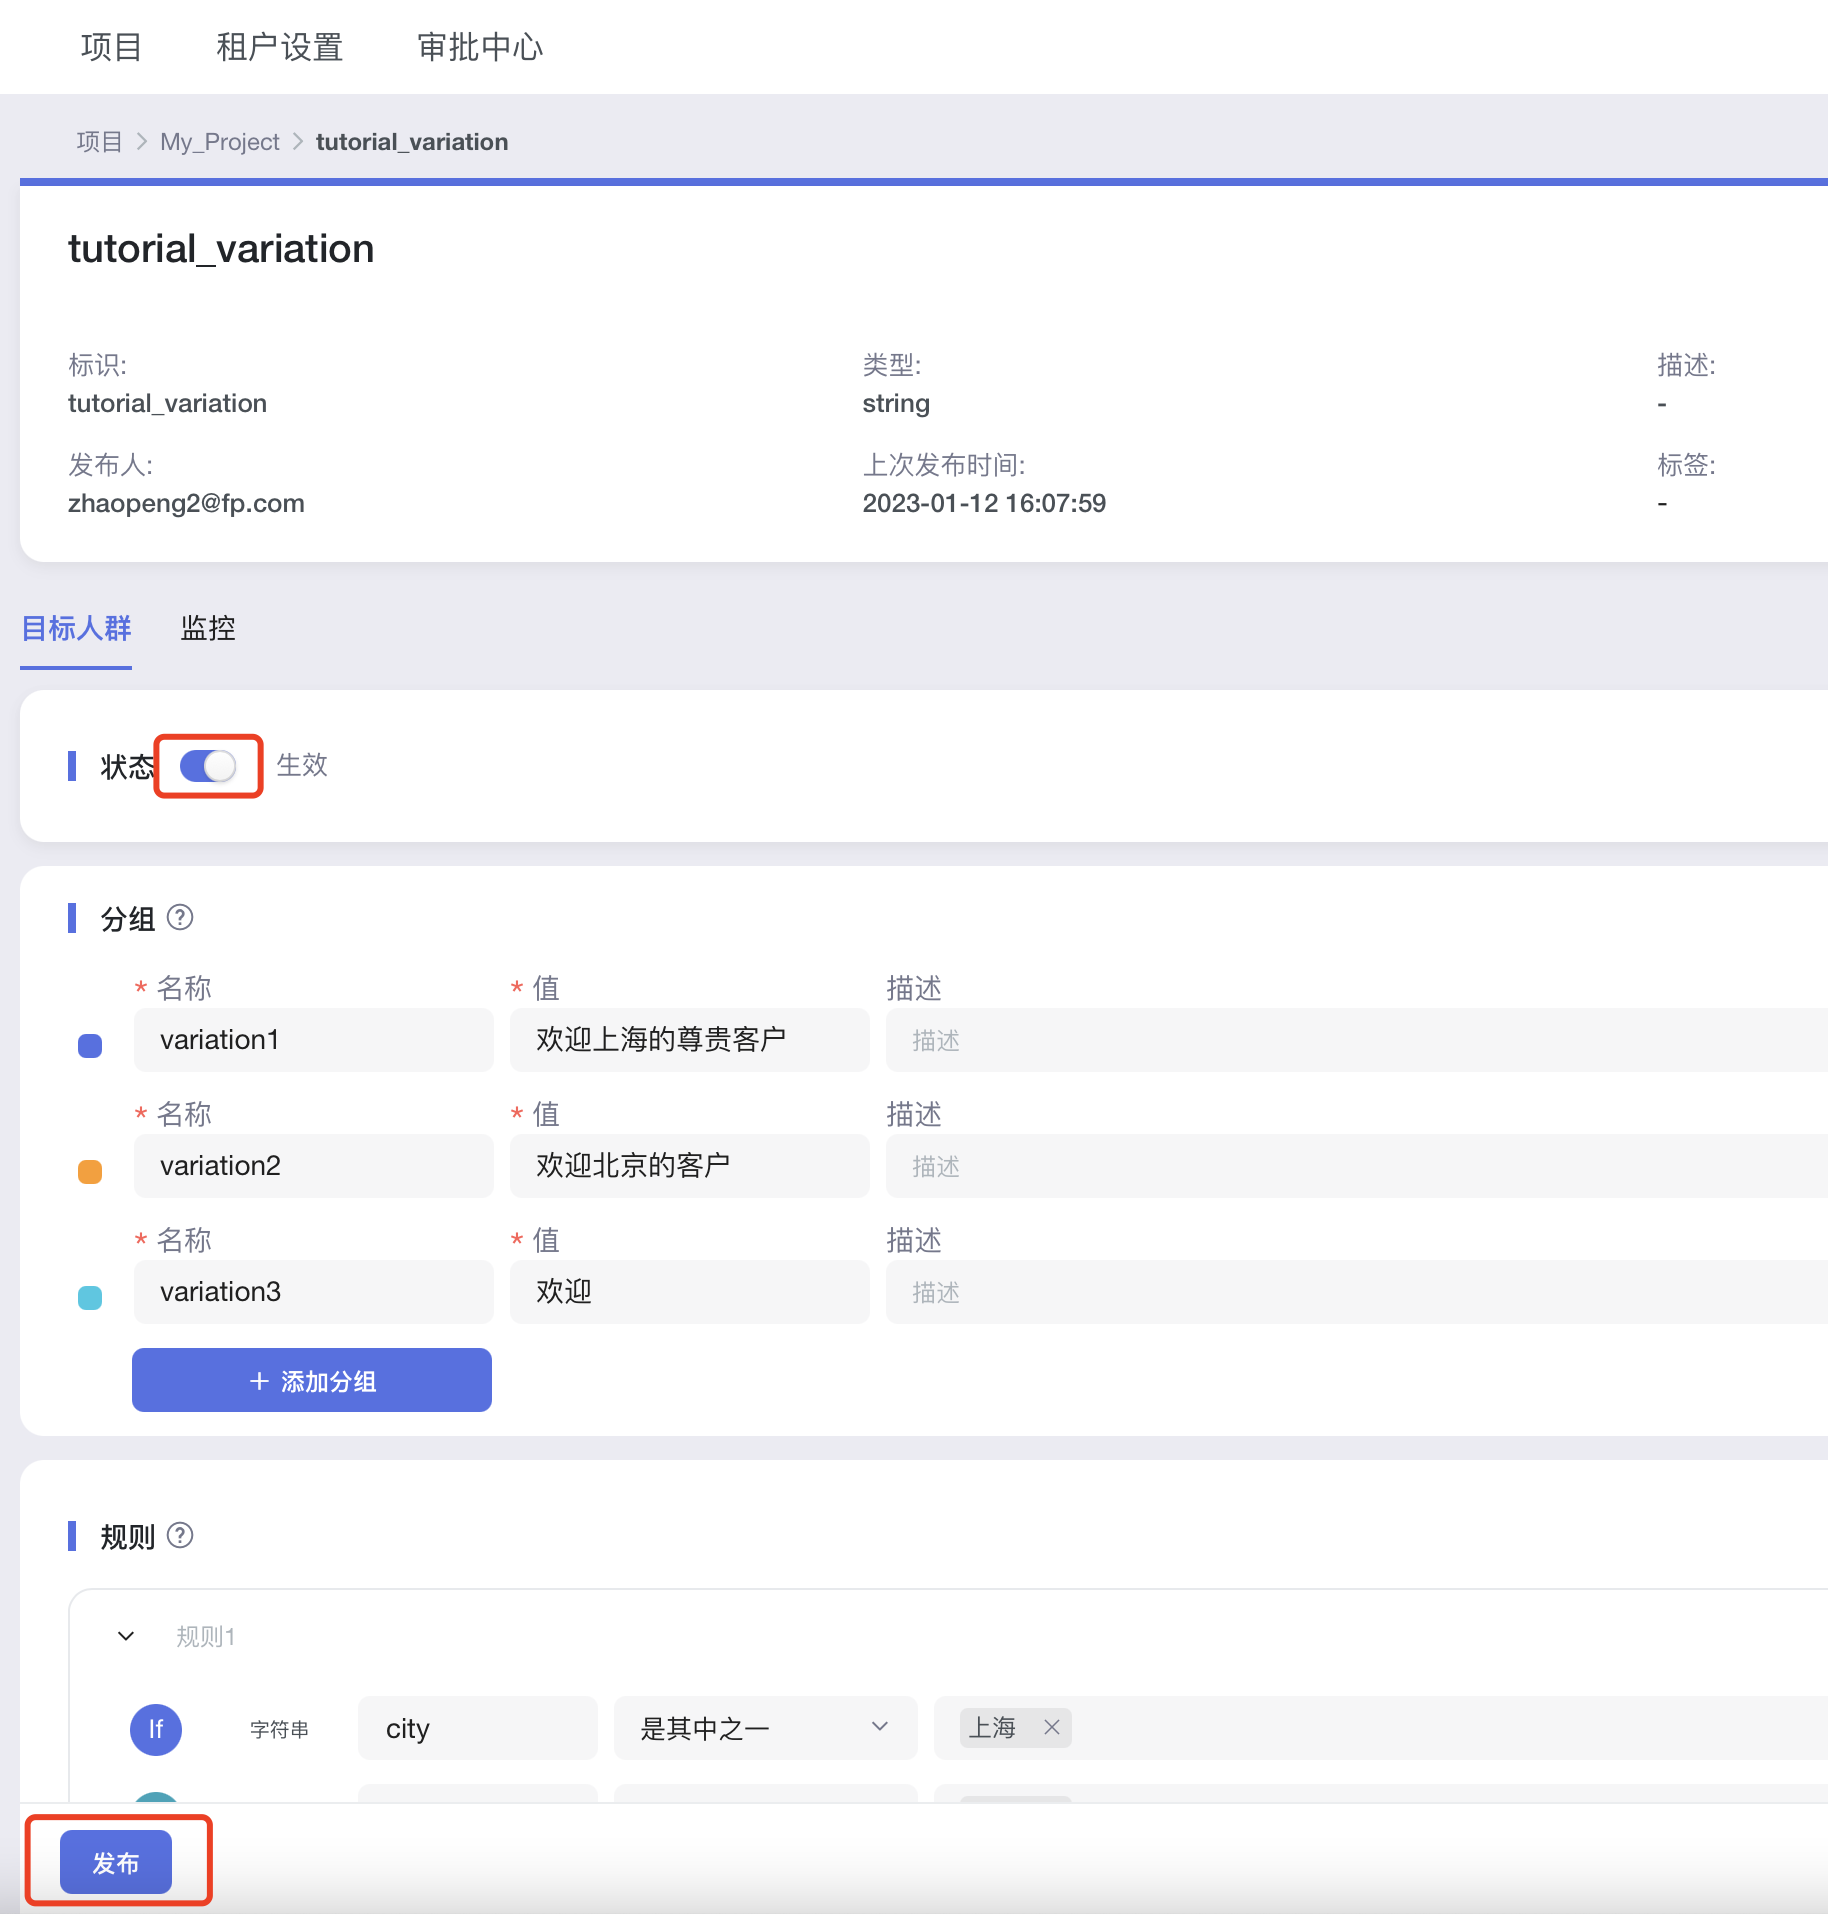 项目 租户设置 审批中心
项目 > My_Project > tutorial_variation
tutorial_variation
标识: 类型: 描述:
tutorial_variation string -
发布人: 上次发布时间: 标签:
zhaopeng2@fp.com 2023-01-12 16:07:59 -
目标人群 监控
状态 生效
分组 ?
* 名称 * 值 描述
variation1 欢迎上海的尊贵客户 描述
* 名称 * 值 描述
variation2 欢迎北京的客户 描述
* 名称 * 值 描述
variation3 欢迎 描述
+ 添加分组
规则 ?
规则1
If 字符串 city 是其中之一 上海 ×
发布